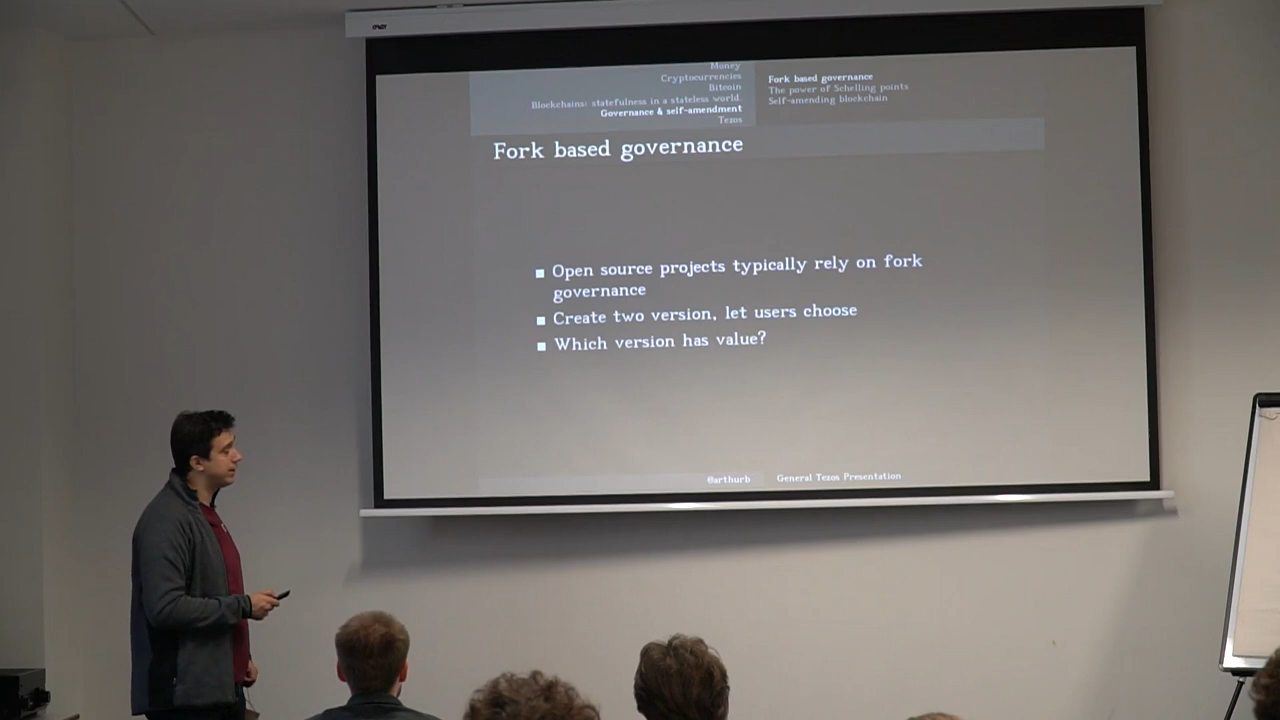 Money
Cryptocurrencies
Bitcoin
Blockchains: statefulness in a stateless world.
Governance & self-amendment
Tezos
Fork based governance
The power of Schelling points
Self-amending blockchain
Fork based governance
Open source projects typically rely on fork
governance
Create two version, let users choose
Which version has value?
@arthurb
General Tezos Presentation